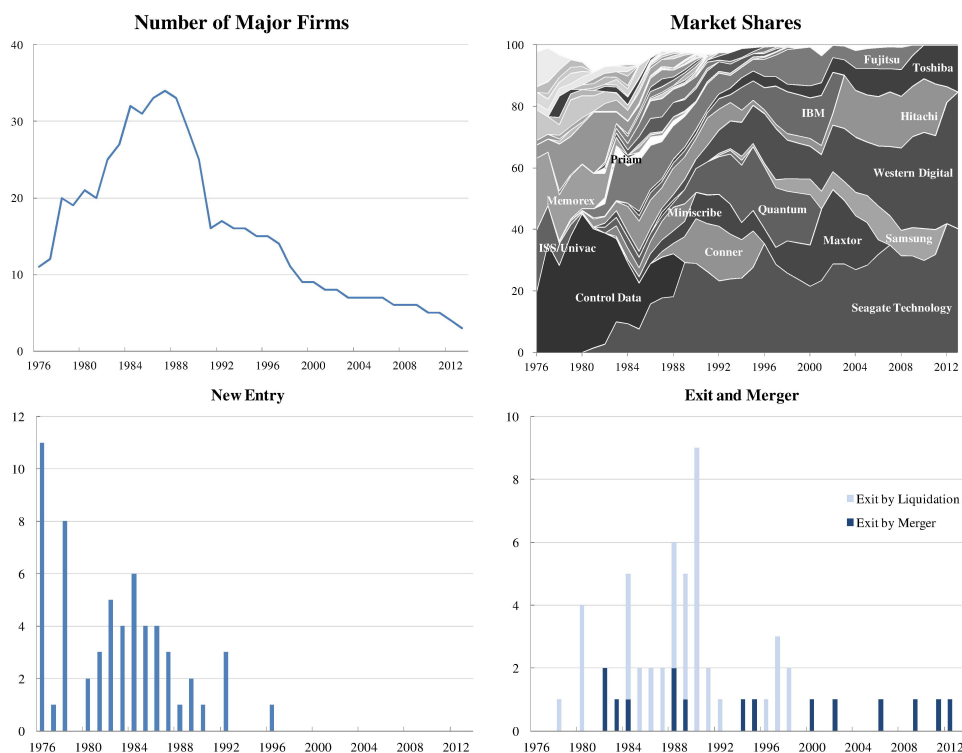 Number of Major Firms
40
30
20
10
0
1976 1980 1984 1988 1992 1996 2000 2004 2008 2012
Market Shares
100
80
60
40
20
0
Fujitsu
Toshiba
IBM
Hitachi
Priam
Western Digital
Memorex
Miniscribe
Quantum
ISS/Univac
Maxtor
Samsung
Conner
Control Data
Seagate Technology
1976 1980 1984 1988 1992 1996 2000 2004 2008 2012
New Entry
12
10
8
6
4
2
0
1976 1980 1984 1988 1992 1996 2000 2004 2008 2012
Exit and Merger
10
8
6
4
2
0
Exit by Liquidation
Exit by Merger
1976 1980 1984 1988 1992 1996 2000 2004 2008 2012